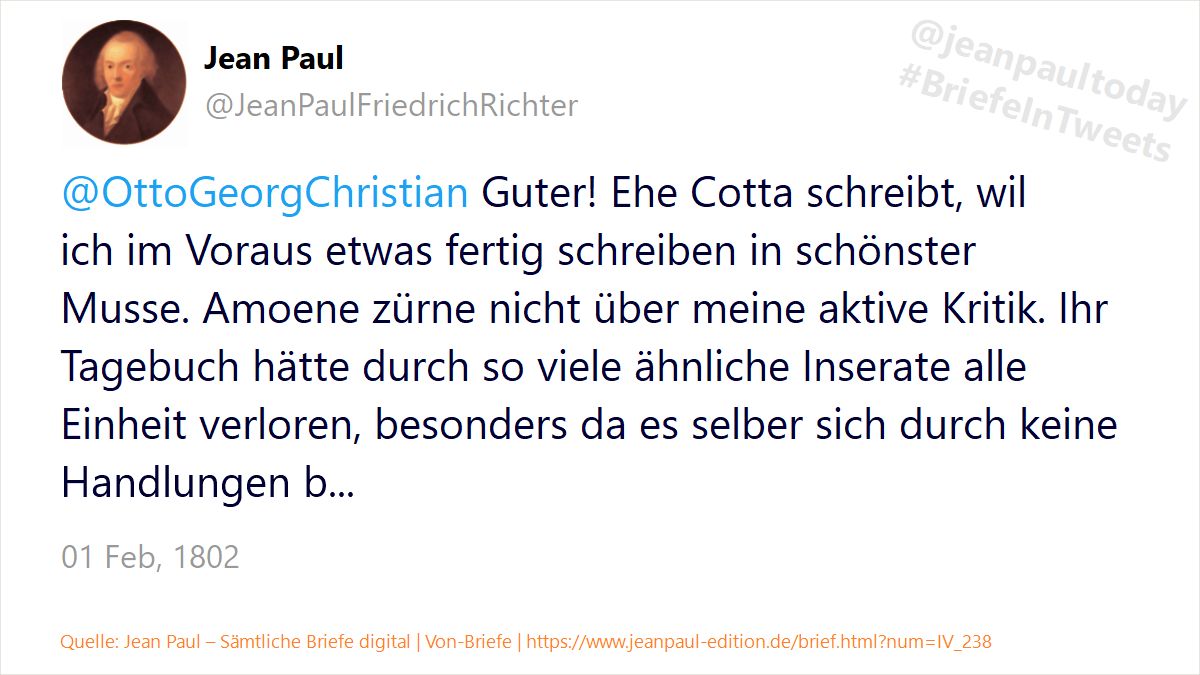 Jean Paul
@JeanPaulFriedrichRichter
@jeanpaultoday
#BriefeInTweets
@OttoGeorgChristian Guter! Ehe Cotta schreibt, wil
ich im Voraus etwas fertig schreiben in schönster
Musse. Amoene zürne nicht über meine aktive Kritik. Ihr
Tagebuch hätte durch so viele ähnliche Inserate alle
Einheit verloren, besonders da es selber sich durch keine
Handlungen b...
01 Feb, 1802
Quelle: Jean Paul – Sämtliche Briefe digital | Von-Briefe | https://www.jeanpaul-edition.de/brief.html?num=IV_238